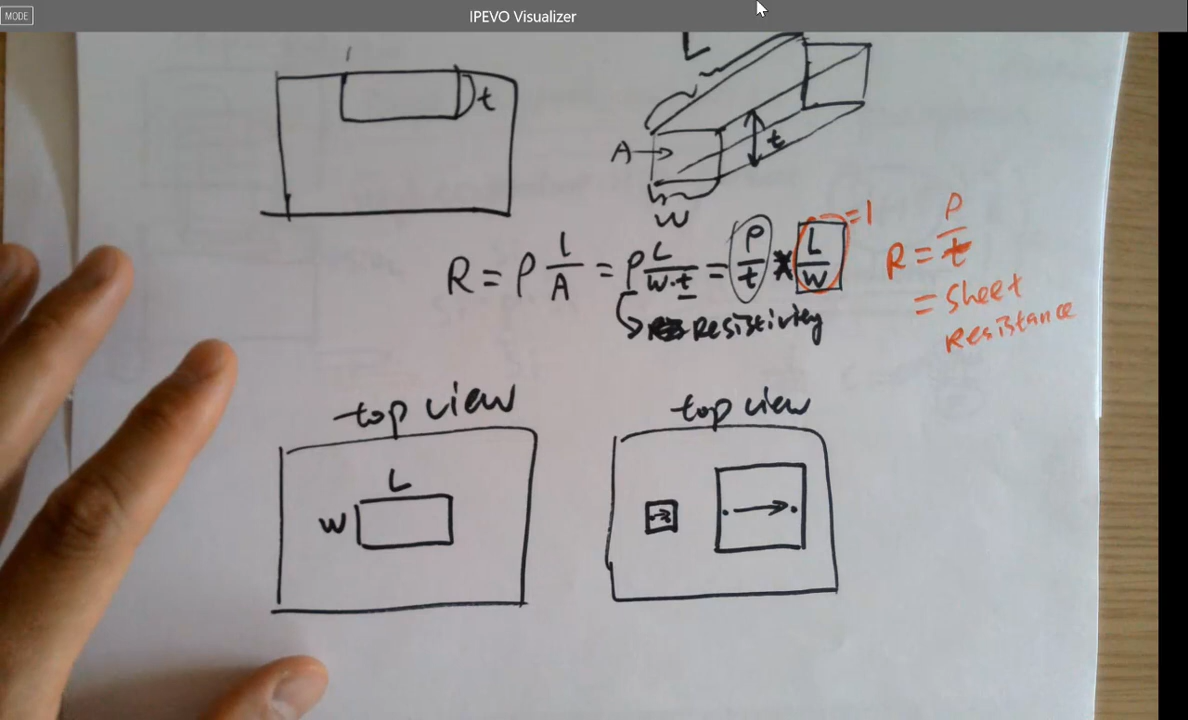 MODE
IPEVO Visualizer
L
t
A
t
W
R = ρ l/A = ρ L/W·t = ρ/t * L/W =1
Resistivity
R = ρ/t
= Sheet
Resistance
top view
top view
L
W